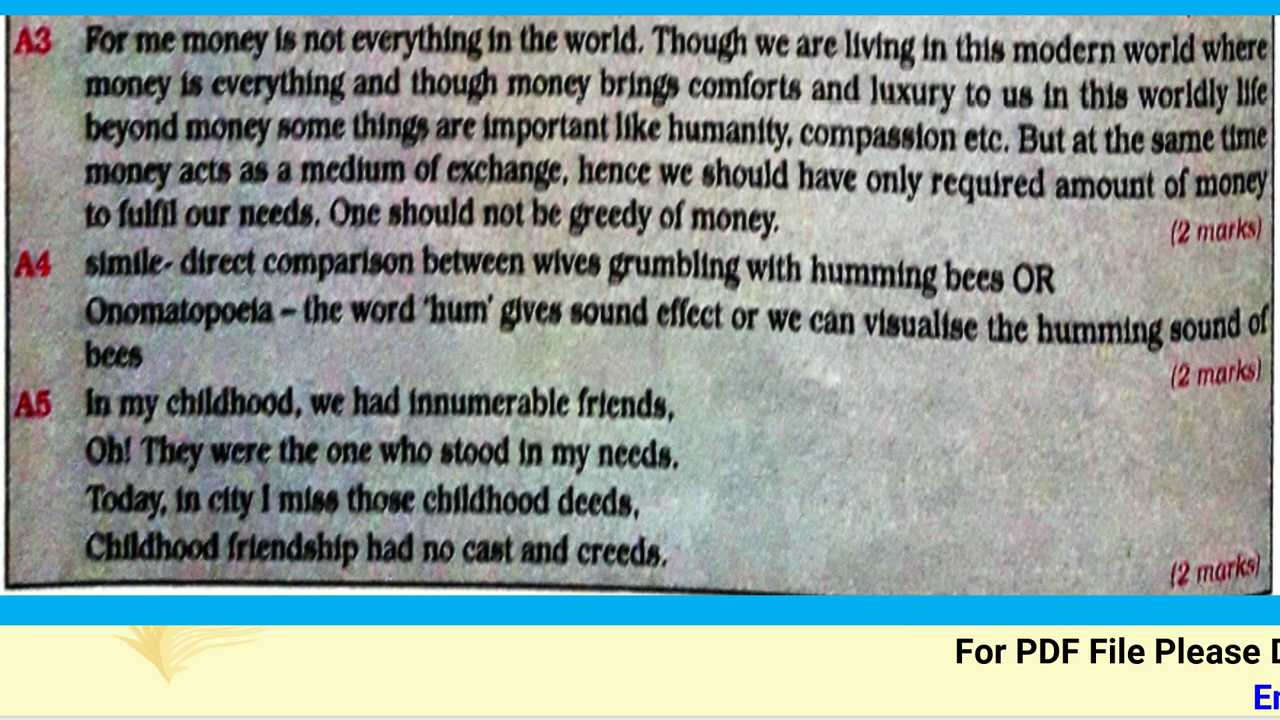 A3 For me money is not everything in the world. Though we are living in this modern world where
money is everything and though money brings comforts and luxury to us in this worldly life
beyond money some things are important like humanity, compassion etc. But at the same time
money acts as a medium of exchange, hence we should have only required amount of money
to fulfil our needs. One should not be greedy of money.
(2 marks)
A4 simile- direct comparison between wives grumbling with humming bees OR
Onomatopoeia – the word ‘hum’ gives sound effect or we can visualise the humming sound of
bees
(2 marks)
A5 In my childhood, we had innumerable friends,
Oh! They were the one who stood in my needs.
Today, in city I miss those childhood deeds,
Childhood friendship had no cast and creeds.
(2 marks)
For PDF File Please